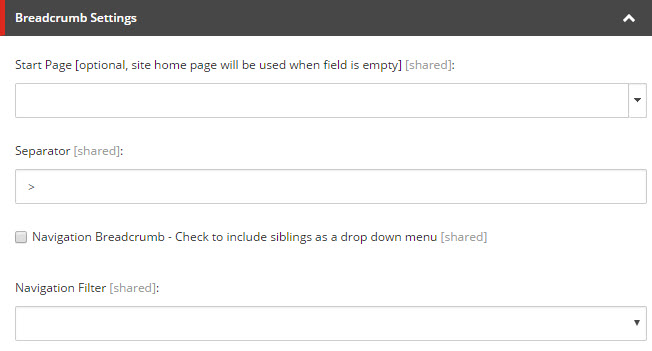 Breadcrumb Settings
Start Page [optional, site home page will be used when field is empty] [shared]:
Separator [shared]:
>
Navigation Breadcrumb - Check to include siblings as a drop down menu [shared]
Navigation Filter [shared]: